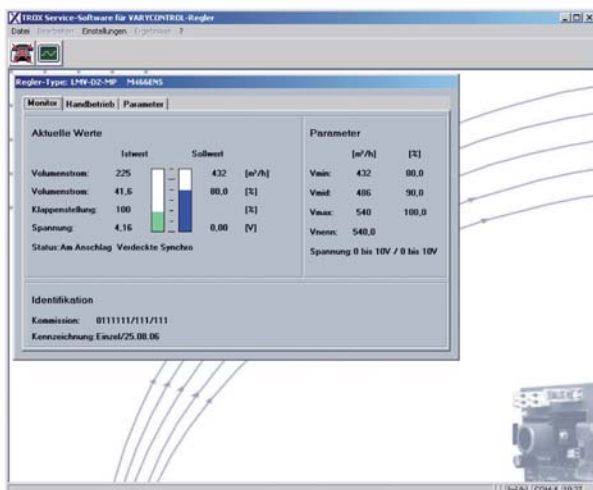 TROX Service-Software für VARYCONTROL-Regler
Datei Bearbeiten Einstellungen Ergebnisse ?
Regler-Type: LMV-D2-MP M466EN5
Monitor Handbetrieb Parameter
Aktuelle Werte
Istwert Sollwert
Volumenstrom: 225 432 [m³/h]
Volumenstrom: 41,6 80,0 [%]
Klappenstellung: 100 [%]
Spannung: 4,16 0,00 [V]
Status: Am Anschlag Verdeckte Synchro
Parameter
[m³/h] [%]
Vmin: 432 80,0
Vmid: 486 90,0
Vmax: 540 100,0
Vnenn: 540,0
Spannung: 0 bis 10V / 0 bis 10V
Identifikation
Kommission: 0111111/111/111
Kennzeichnung: Einzel/25.08.06